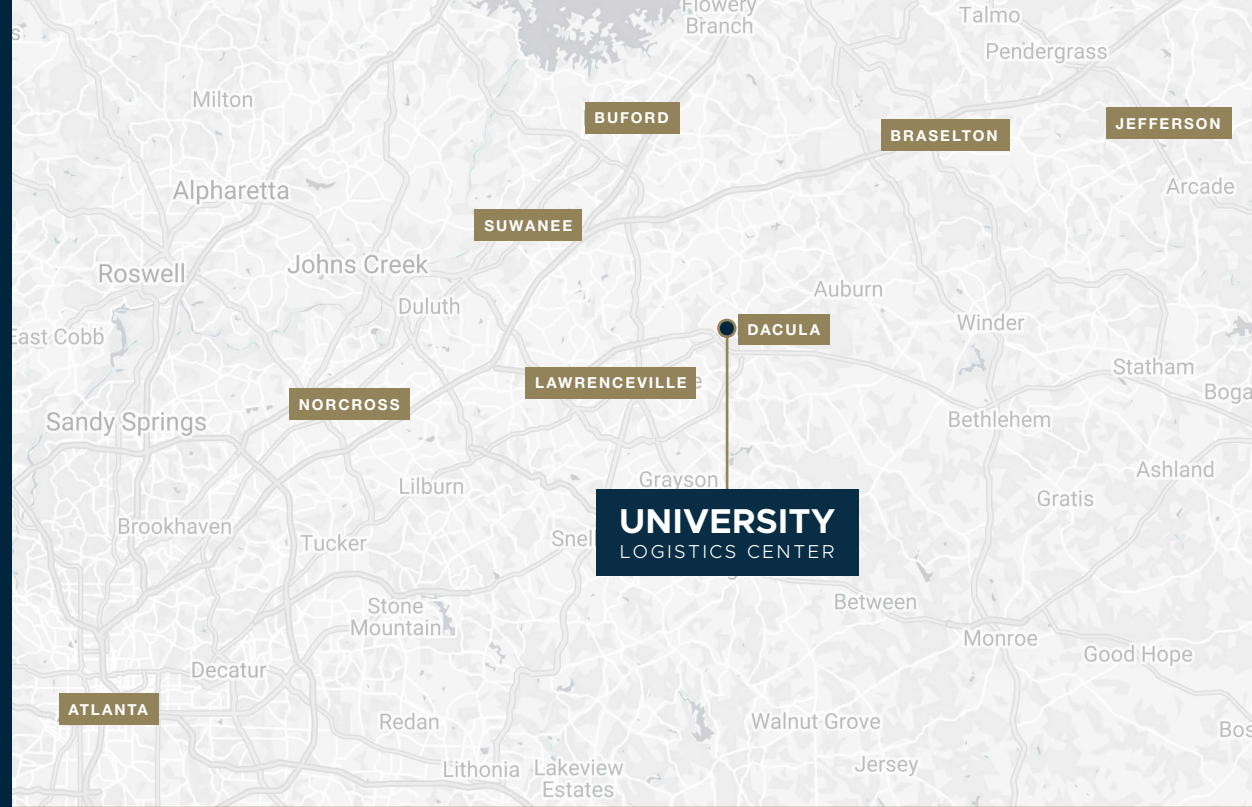 Flowery
Branch
Talmo
Pendergrass
Milton
BUFORD
BRASELTON
JEFFERSON
Alpharetta
Arcade
SUWANEE
Roswell
Johns Creek
Duluth
Auburn
Winder
East Cobb
DACULA
Statham
LAWRENCEVILLE
NORCROSS
Sandy Springs
Bethlehem
Boga
Grayson
Ashland
Lilburn
Gratis
Brookhaven
Tucker
Snell
UNIVERSITY
LOGISTICS CENTER
Stone
Mountain
Between
Monroe
Good Hope
Decatur
ATLANTA
Redan
Walnut Grove
Bos
Lithonia
Lakeview
Estates
Jersey